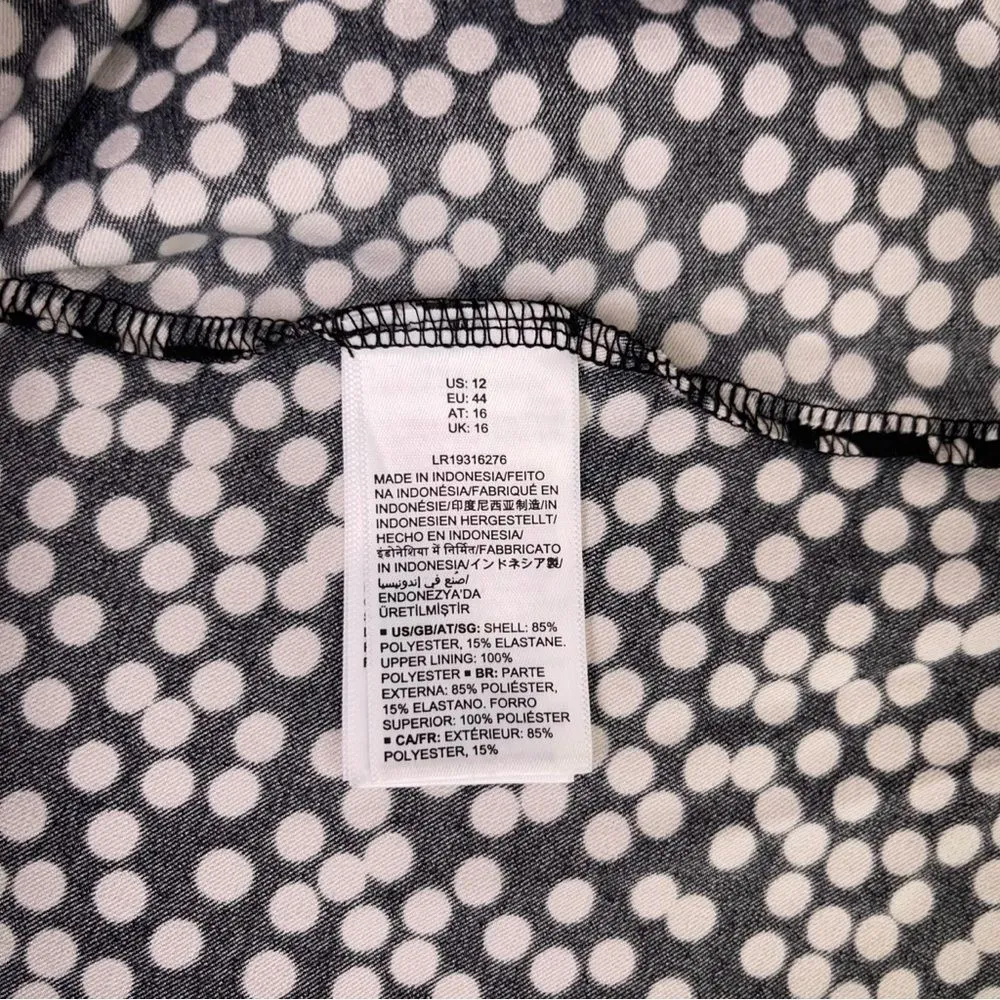 US: 12
EU: 44
AT: 16
UK: 16
LR19316276
MADE IN INDONESIA/FEITO
NA INDONÉSIA/FABRIQUÉ EN
INDONÉSIE/印度尼西亚制造/IN
INDONESIEN HERGESTELLT/
HECHO EN INDONESIA/
इंडोनेशिया में निर्मित/FABBRICATO
IN INDONESIA/インドネシア製/
صُنع في إندونيسيا/
ENDONEZYA'DA
ÜRETİLMİŞTİR
■ US/GB/AT/SG: SHELL: 85%
POLYESTER, 15% ELASTANE.
UPPER LINING: 100%
POLYESTER ■ BR: PARTE
EXTERNA: 85% POLIÉSTER,
15% ELASTANO. FORRO
SUPERIOR: 100% POLIÉSTER
■ CA/FR: EXTÉRIEUR: 85%
POLYESTER, 15%